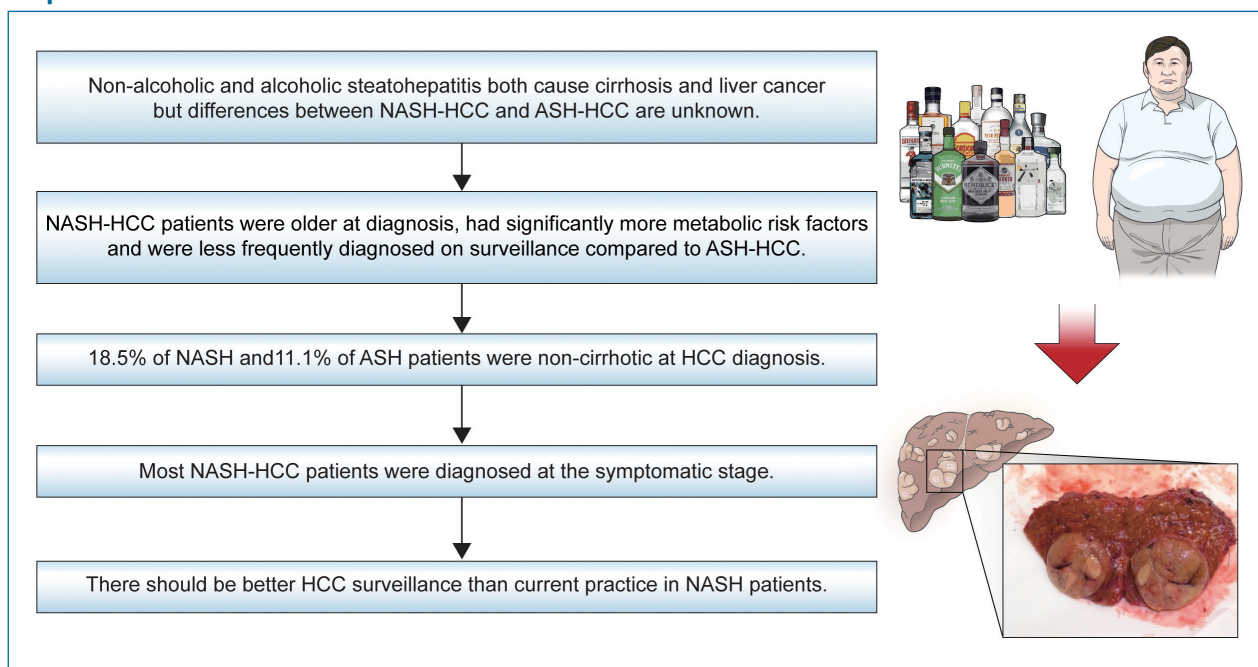 Non-alcoholic and alcoholic steatohepatitis both cause cirrhosis and liver cancer
but differences between NASH-HCC and ASH-HCC are unknown.
NASH-HCC patients were older at diagnosis, had significantly more metabolic risk factors
and were less frequently diagnosed on surveillance compared to ASH-HCC.
18.5% of NASH and11.1% of ASH patients were non-cirrhotic at HCC diagnosis.
Most NASH-HCC patients were diagnosed at the symptomatic stage.
There should be better HCC surveillance than current practice in NASH patients.
BURNETT'S
HENDRICK'S
六